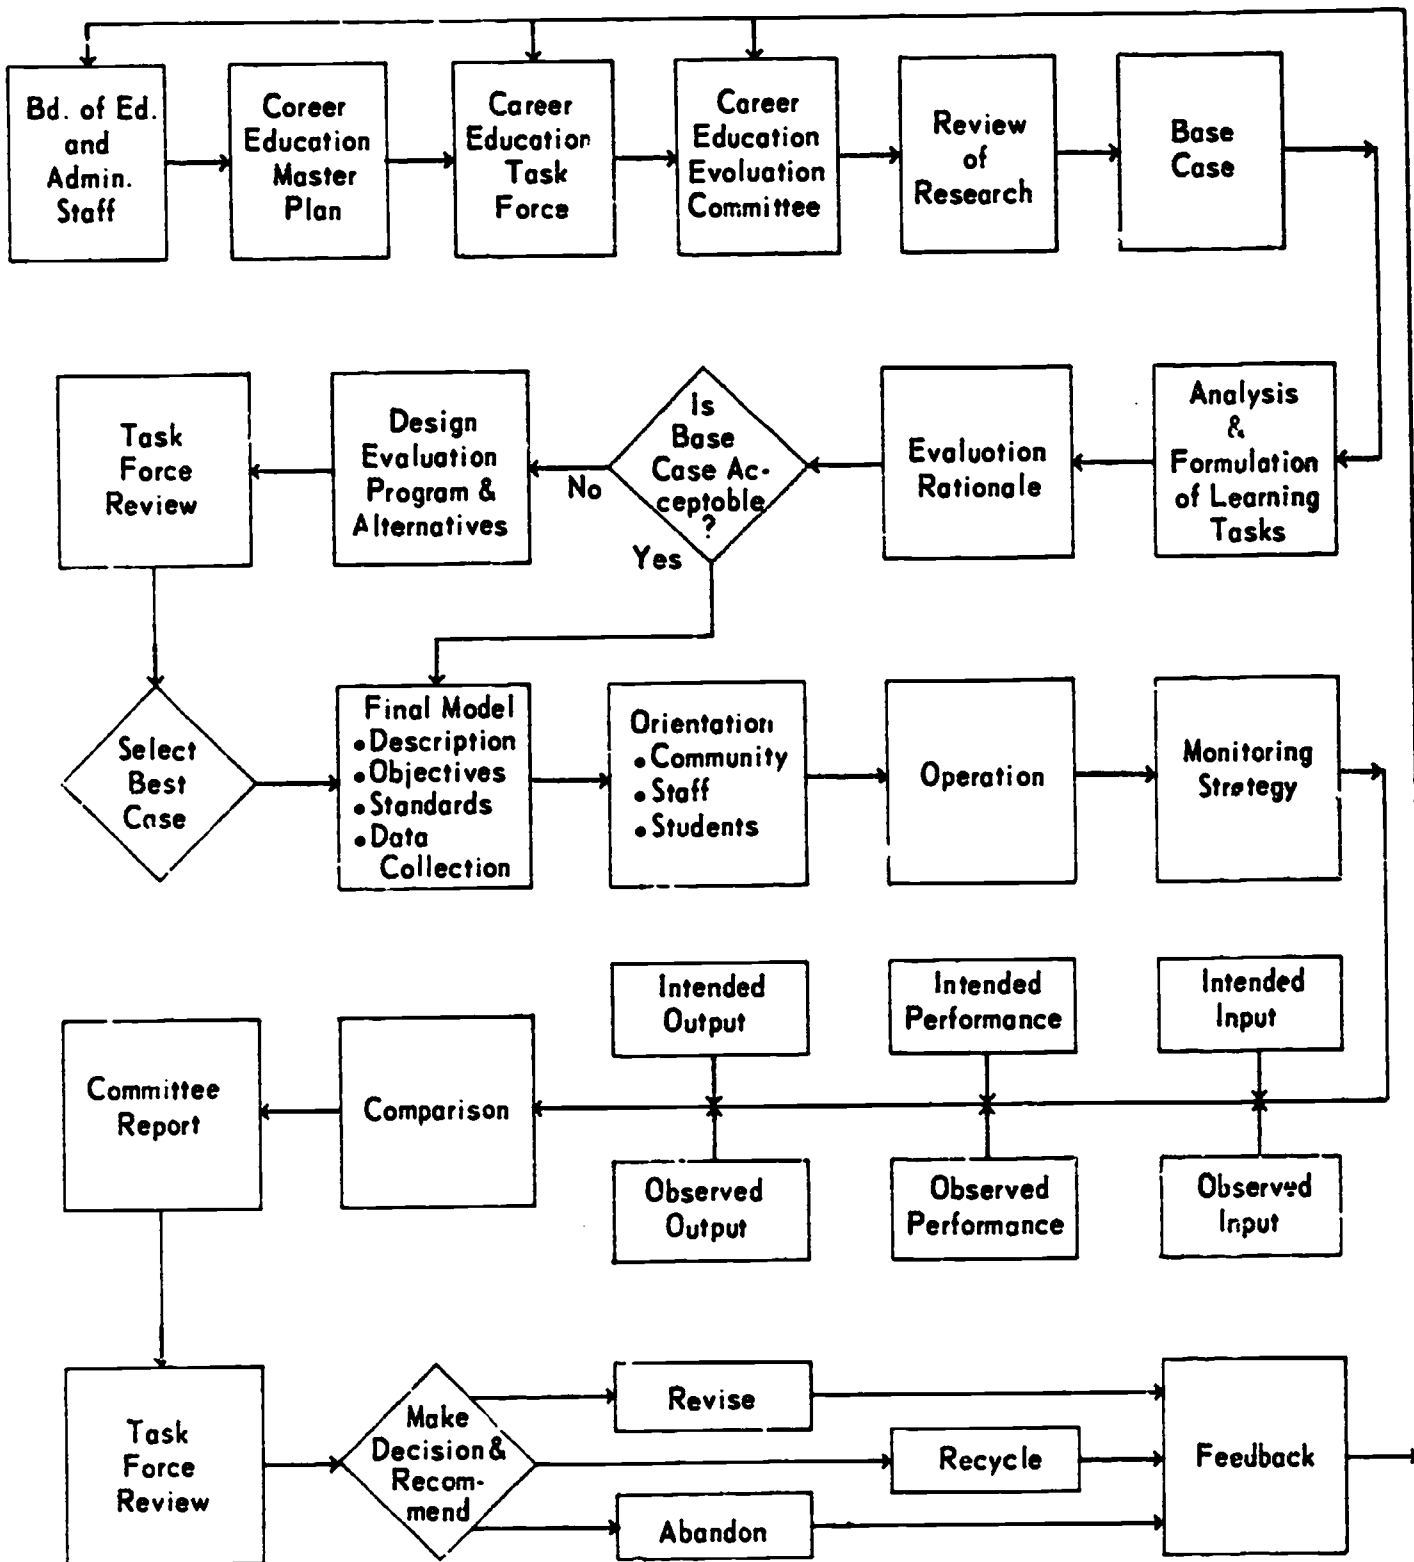 Bd. of Ed.
and
Admin.
Staff
Coreer
Education
Master
Plan
Career
Education
Task
Force
Career
Education
Evoluation
Committee
Review
of
Research
Base
Case
Task
Force
Review
Design
Evaluation
Program &
Alternatives
No
Is
Base
Case Ac-
ceptoble
?
Yes
Evaluotion
Rationale
Analysis
&
Formulation
of Learning
Tasks
Select
Best
Case
Final Model
• Description
• Objectives
• Standards
• Data
Collection
Orientation
• Community
• Staff
• Students
Operation
Monitoring
Strategy
Committee
Report
Comparison
Intended
Output
Intended
Performance
Intended
Input
Observed
Output
Observed
Performance
Observed
Input
Task
Force
Review
Make
Decision &
Recom-
mend
Revise
Recycle
Abandon
Feedback